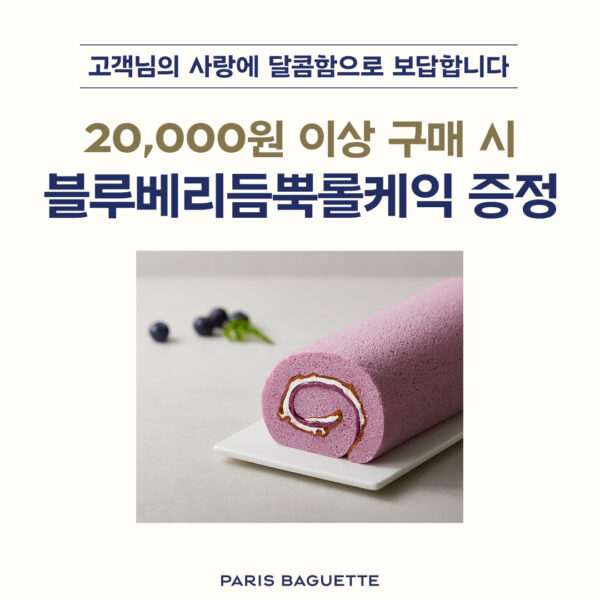 고객님의 사랑에 달콤함으로 보답합니다
20,000원 이상 구매 시
블루베리듬뿍롤케익 증정
PARIS BAGUETTE